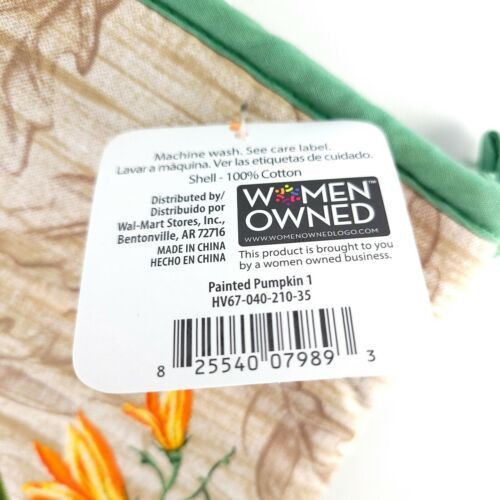 Machine wash. See care label.
Lavar a máquina. Ver las etiquetas de cuidado.
Shell - 100% Cotton
Distributed by/
Distribuido por
Wal-Mart Stores, Inc.,
Bentonville, AR 72716
MADE IN CHINA
HECHO EN CHINA
WOMEN™
OWNED
WWW.WOMENOWNEDLOGO.COM
This product is brought to you
by a women owned business.
Painted Pumpkin 1
HV67-040-210-35
8 25540 07989 3